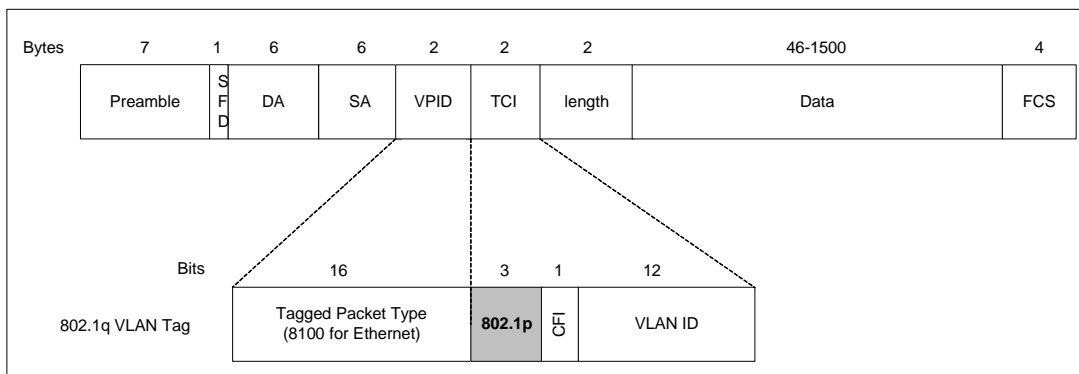 Bytes 7 1 6 6 2 2 2 46-1500 4
Preamble SFD DA SA VPID TCI length Data FCS
Bits 16 3 1 12
802.1q VLAN Tag
Tagged Packet Type
(8100 for Ethernet)
802.1p CFI VLAN ID